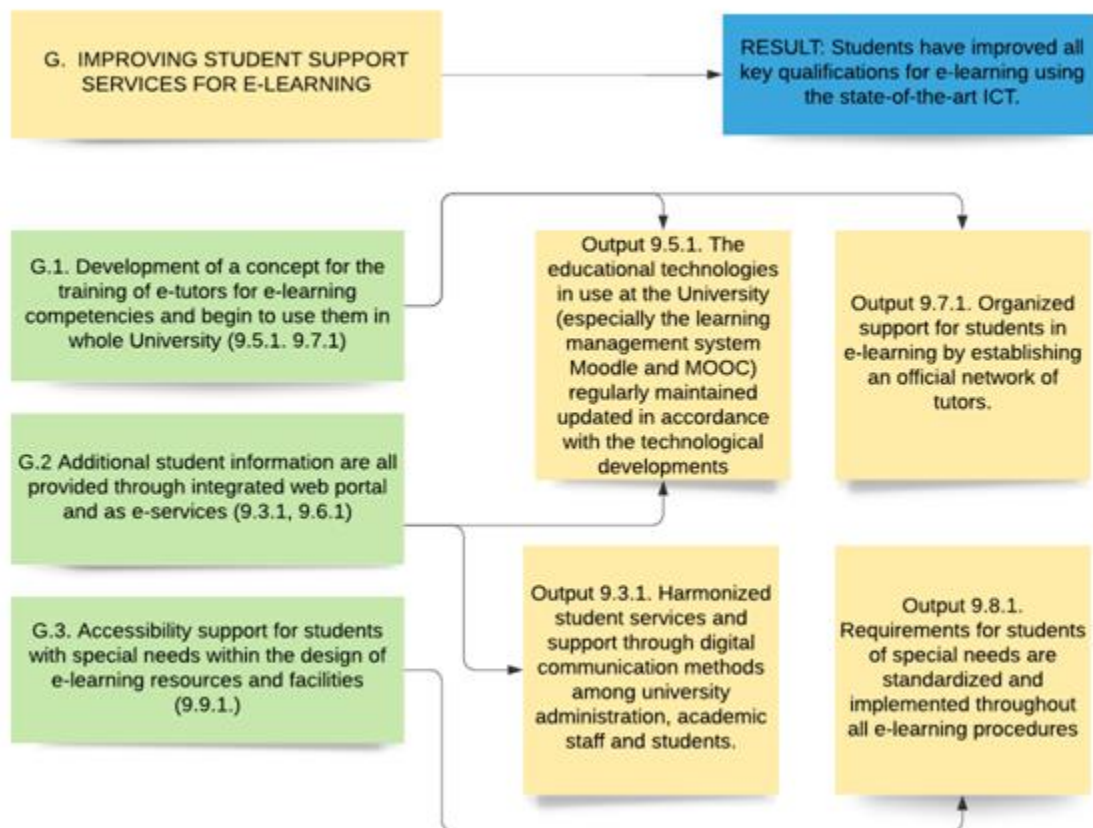 G. IMPROVING STUDENT SUPPORT
SERVICES FOR E-LEARNING
RESULT: Students have improved all
key qualifications for e-learning using
the state-of-the-art ICT.
G.1. Development of a concept for the
training of e-tutors for e-learning
competencies and begin to use them in
whole University (9.5.1. 9.7.1)
Output 9.5.1. The
educational technologies
in use at the University
(especially the learning
management system
Moodle and MOOC)
regularly maintained
updated in accordance
with the technological
developments
Output 9.7.1. Organized
support for students in
e-learning by establishing
an official network of
tutors.
G.2 Additional student information are all
provided through integrated web portal
and as e-services (9.3.1, 9.6.1)
G.3. Accessibility support for students
with special needs within the design of
e-learning resources and facilities
(9.9.1.)
Output 9.3.1. Harmonized
student services and
support through digital
communication methods
among university
administration, academic
staff and students.
Output 9.8.1.
Requirements for students
of special needs are
standardized and
implemented throughout
all e-learning procedures